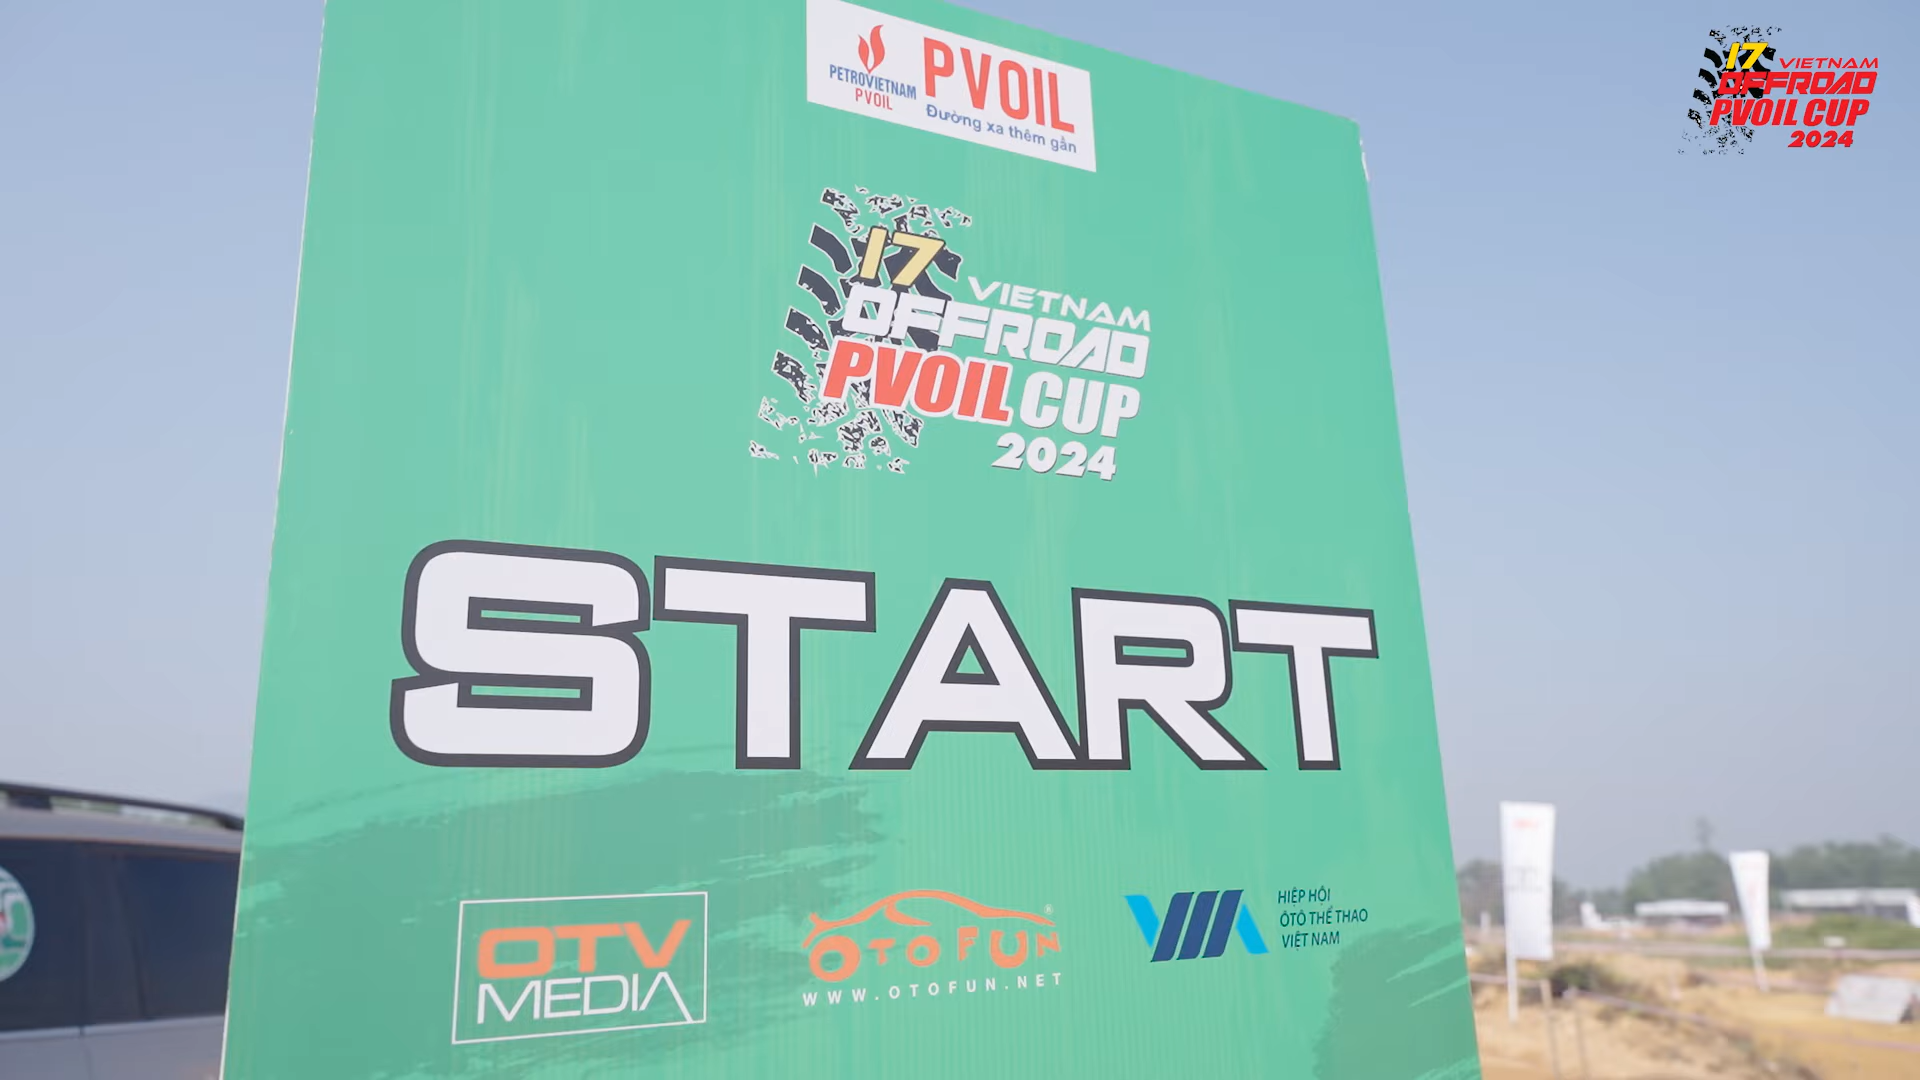 PETROVIETNAM
PVOIL
PVOIL
Đường xa thêm gần
17
VIETNAM
OFFROAD
PVOIL CUP
2024
17
VIETNAM
OFFROAD
PVOIL CUP
2024
START
OTV
MEDIA
OTOFUN
®
WWW.OTOFUN.NET
HIỆP HỘI
ÔTÔ THỂ THAO
VIỆT NAM